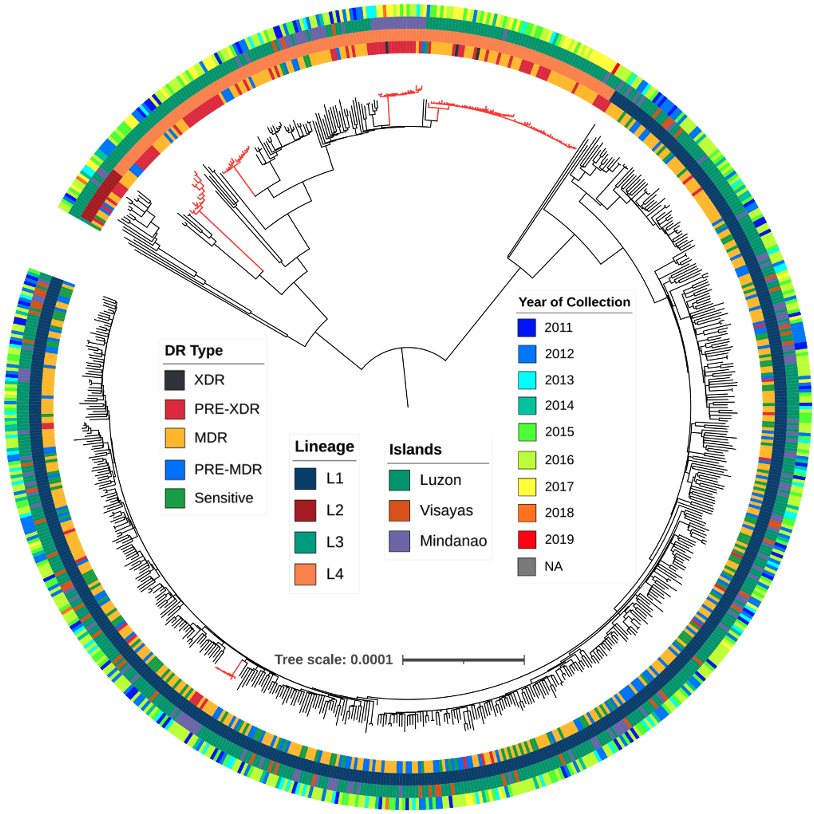 Year of Collection
2011
2012
2013
2014
2015
2016
2017
2018
2019
NA
DR Type
XDR
PRE-XDR
MDR
PRE-MDR
Sensitive
Lineage
L1
L2
L3
L4
Islands
Luzon
Visayas
Mindanao
Tree scale: 0.0001